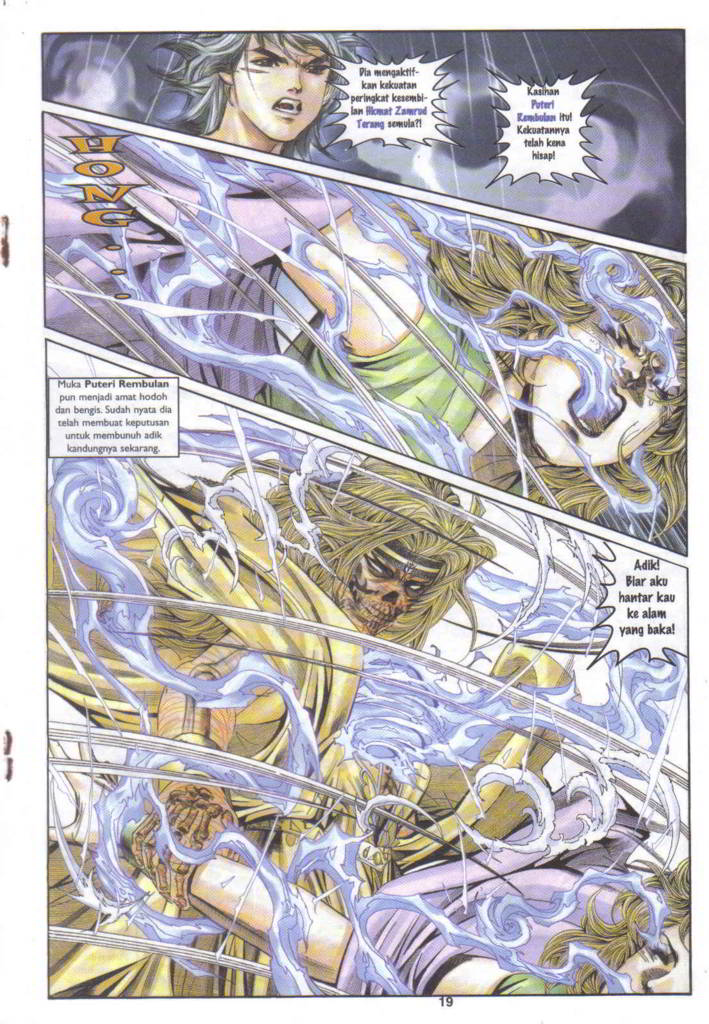 Dia mengaktif-
kan kekuatan
peringkat kesembi-
lan Hikmat Zamrud
Terang semula?!
Kasihan
Puteri
Rembulan itu!
Kekuatannya
telah kena
hisap!
HONG...
Muka Puteri Rembulan
pun menjadi amat hodoh
dan bengis. Sudah nyata dia
telah membuat keputusan
untuk membunuh adik
kandungnya sekarang.
Adik!
Biar aku
hantar kau
ke alam
yang baka!
19